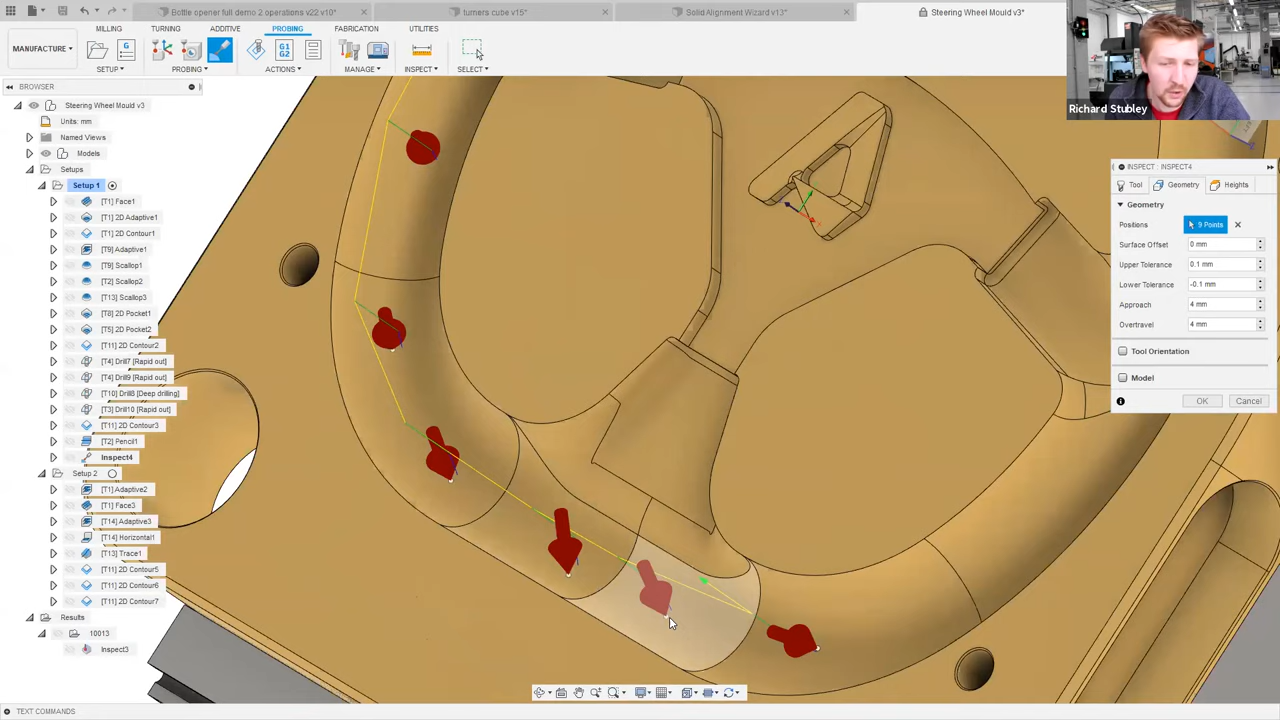 Bottle opener full demo 2 operations v22 v10*
turners cube v15*
Solid Alignment Wizard v13*
Steering Wheel Mould v3*
MILLING
TURNING
ADDITIVE
PROBING
FABRICATION
UTILITIES
MANUFACTURE
G1
G2
SETUP
PROBING
ACTIONS
MANAGE
INSPECT
SELECT
Richard Stubley
BROWSER
Steering Wheel Mould v3
Units: mm
Named Views
Models
Setups
Setup 1
[T1] Face1
[T1] 2D Adaptive1
[T1] 2D Contour1
[T9] Adaptive1
[T9] Scallop1
[T2] Scallop2
[T13] Scallop3
[T8] 2D Pocket1
[T5] 2D Pocket2
[T11] 2D Contour2
[T4] Drill7 [Rapid out]
[T4] Drill9 [Rapid out]
[T10] Drill8 [Deep drilling]
[T3] Drill10 [Rapid out]
[T11] 2D Contour3
[T2] Pencil1
Inspect4
Setup 2
[T1] Adaptive2
[T1] Face3
[T14] Adaptive3
[T14] Horizontal1
[T13] Trace1
[T11] 2D Contour5
[T11] 2D Contour6
[T11] 2D Contour7
Results
10013
Inspect3
INSPECT : INSPECT4
Tool
Geometry
Heights
Geometry
Positions
9 Points
Surface Offset
0 mm
Upper Tolerance
0.1 mm
Lower Tolerance
-0.1 mm
Approach
4 mm
Overtravel
4 mm
Tool Orientation
Model
OK
Cancel
TEXT COMMANDS